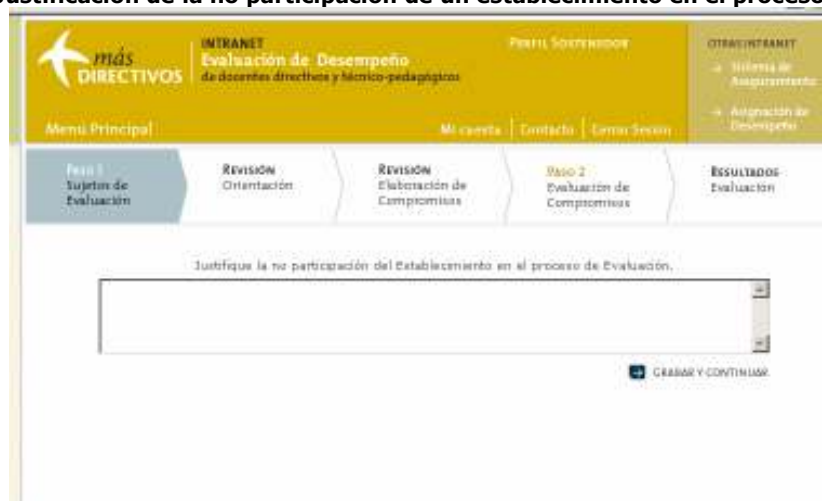 ustificación de la no participación de un establecimiento en el proceso
más
DIRECTIVOS
INTRANET
Evaluación de Desempeño
de docentes directivos y técnico-pedagógicos
PERFIL SOSTENEDOR
OTRAS INTRANET
→ Sistema de
Aseguramiento
→ Asignación de
Desempeño
Menú Principal
Mi cuenta | Contacto | Cerrar Sesión
PASO 1
Sujetos de
Evaluación
REVISIÓN
Orientación
REVISIÓN
Elaboración de
Compromisos
PASO 2
Evaluación de
Compromisos
RESULTADOS
Evaluación
Justifique la no participación del Establecimiento en el proceso de Evaluación.
GRABAR Y CONTINUAR